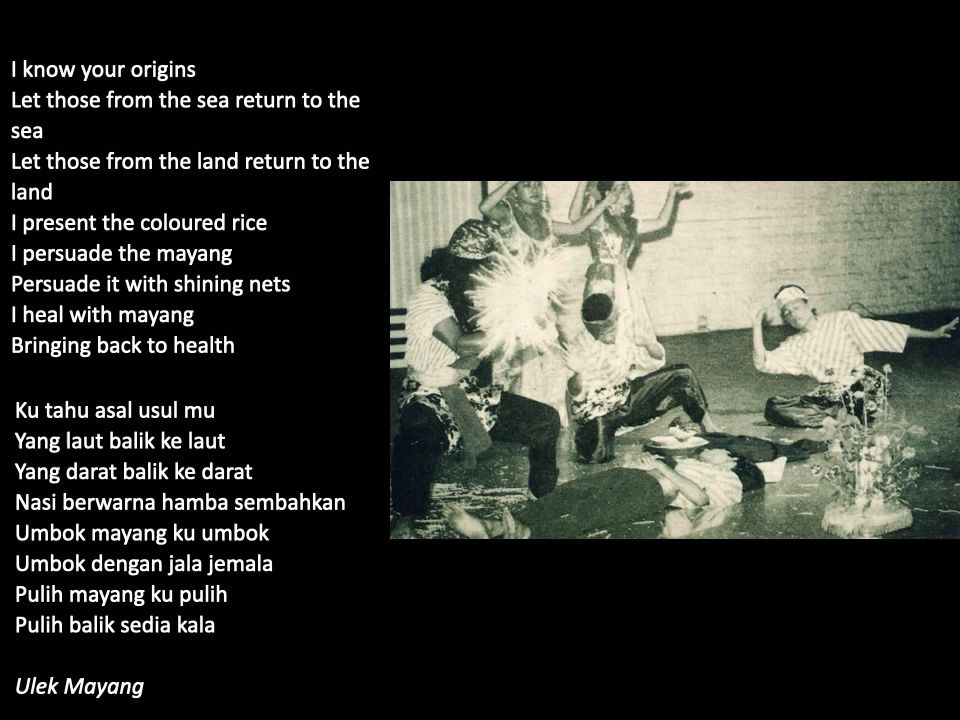 I know your origins
Let those from the sea return to the
sea
Let those from the land return to the
land
I present the coloured rice
I persuade the mayang
Persuade it with shining nets
I heal with mayang
Bringing back to health
Ku tahu asal usul mu
Yang laut balik ke laut
Yang darat balik ke darat
Nasi berwarna hamba sembahkan
Umbok mayang ku umbok
Umbok dengan jala jemala
Pulih mayang ku pulih
Pulih balik sedia kala
Ulek Mayang